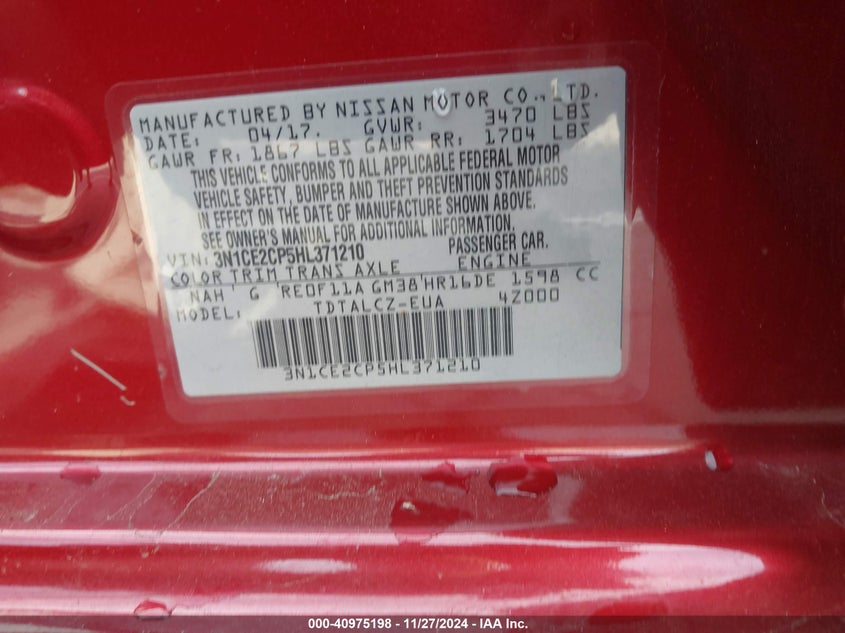 MANUFACTURED BY NISSAN MOTOR CO., LTD.
DATE: 04/17. GVWR: 3470 LBS
GAWR FR: 1867 LBS GAWR RR: 1704 LBS
THIS VEHICLE CONFORMS TO ALL APPLICABLE FEDERAL MOTOR
VEHICLE SAFETY, BUMPER AND THEFT PREVENTION STANDARDS
IN EFFECT ON THE DATE OF MANUFACTURE SHOWN ABOVE.
SEE OWNER'S MANUAL FOR ADDITIONAL INFORMATION.
VIN: 3N1CE2CP5HL371210 PASSENGER CAR.
COLOR TRIM TRANS AXLE ENGINE
NAH G RE0F11A GM38 HR16DE 1598 CC
MODEL: TDTALCZ-EUA 4Z000
3N1CE2CP5HL371210
000-40975198 - 11/27/2024 - IAA Inc.